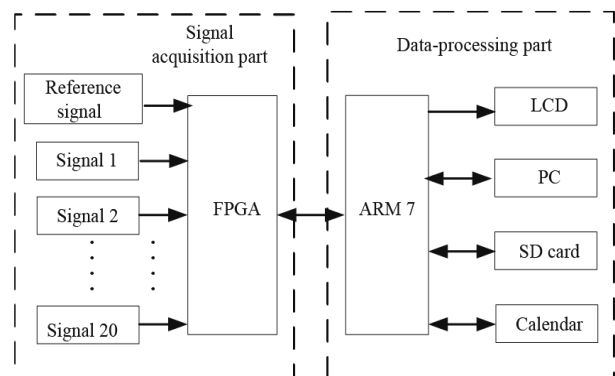 Signal
acquisition part
Data-processing part
Reference
signal
Signal 1
Signal 2
Signal 20
FPGA
ARM 7
LCD
PC
SD card
Calendar